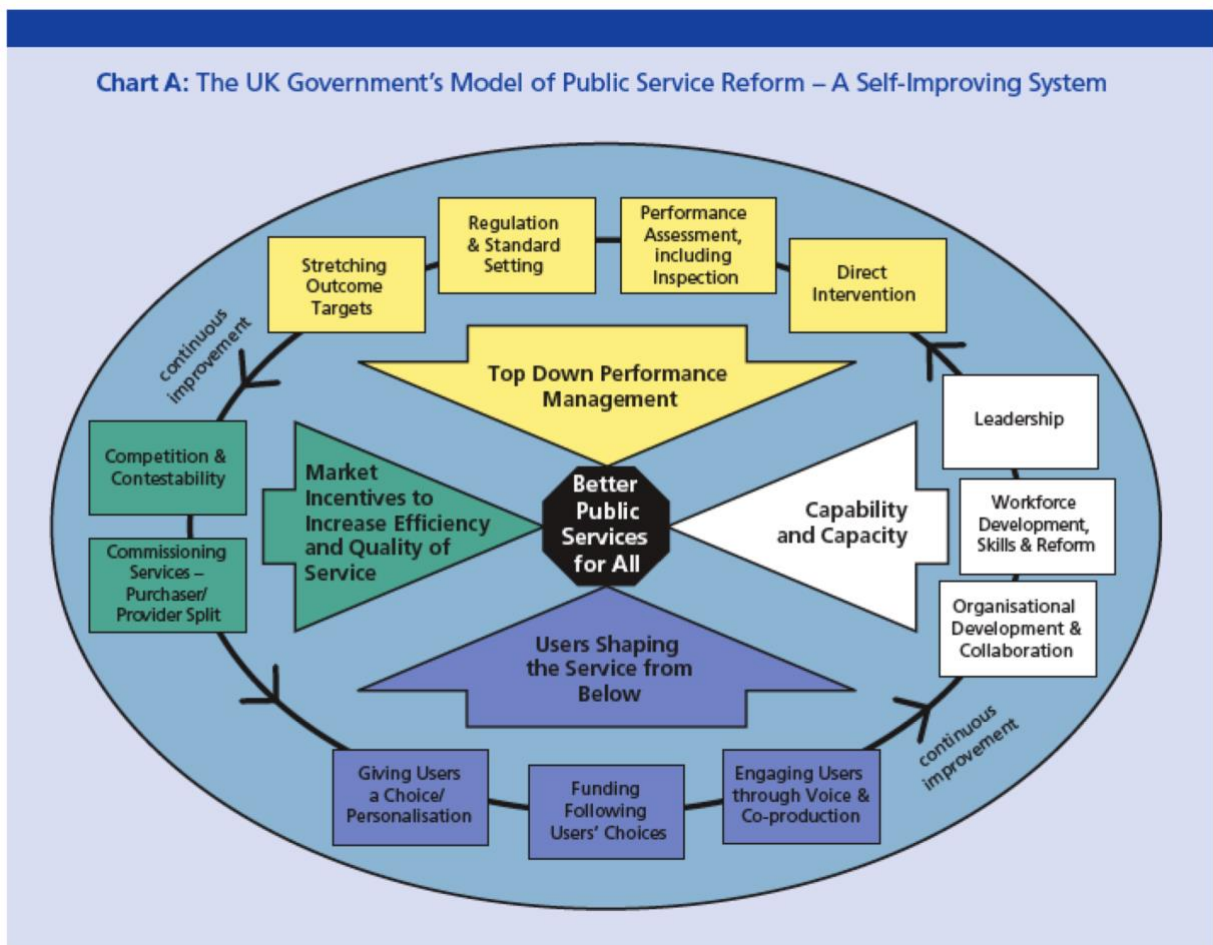 Chart A: The UK Government's Model of Public Service Reform – A Self-Improving System
Regulation
& Standard
Setting
Performance
Assessment,
including
Inspection
Stretching
Outcome
Targets
Direct
Intervention
continuous
improvement
Top Down Performance
Management
Leadership
Competition &
Contestability
Market
Incentives to
Increase Efficiency
and Quality of
Service
Better
Public
Services
for All
Capability
and Capacity
Workforce
Development,
Skills & Reform
Commissioning
Services –
Purchaser/
Provider Split
Organisational
Development &
Collaboration
Users Shaping
the Service from
Below
continuous
improvement
Giving Users
a Choice/
Personalisation
Funding
Following
Users' Choices
Engaging Users
through Voice &
Co-production